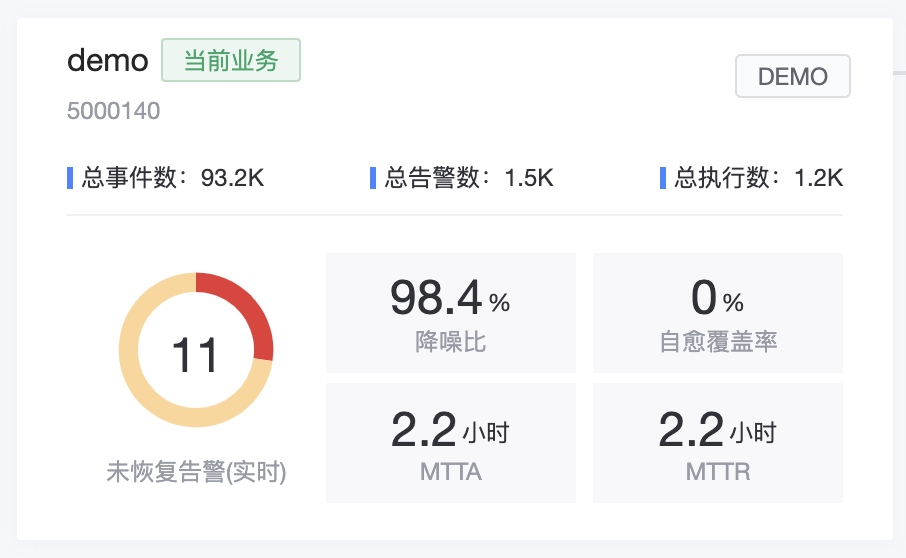 demo 当前业务
DEMO
5000140
总事件数：93.2K 总告警数：1.5K 总执行数：1.2K
11
未恢复告警(实时)
98.4%
降噪比
0%
自愈覆盖率
2.2小时
MTTA
2.2小时
MTTR